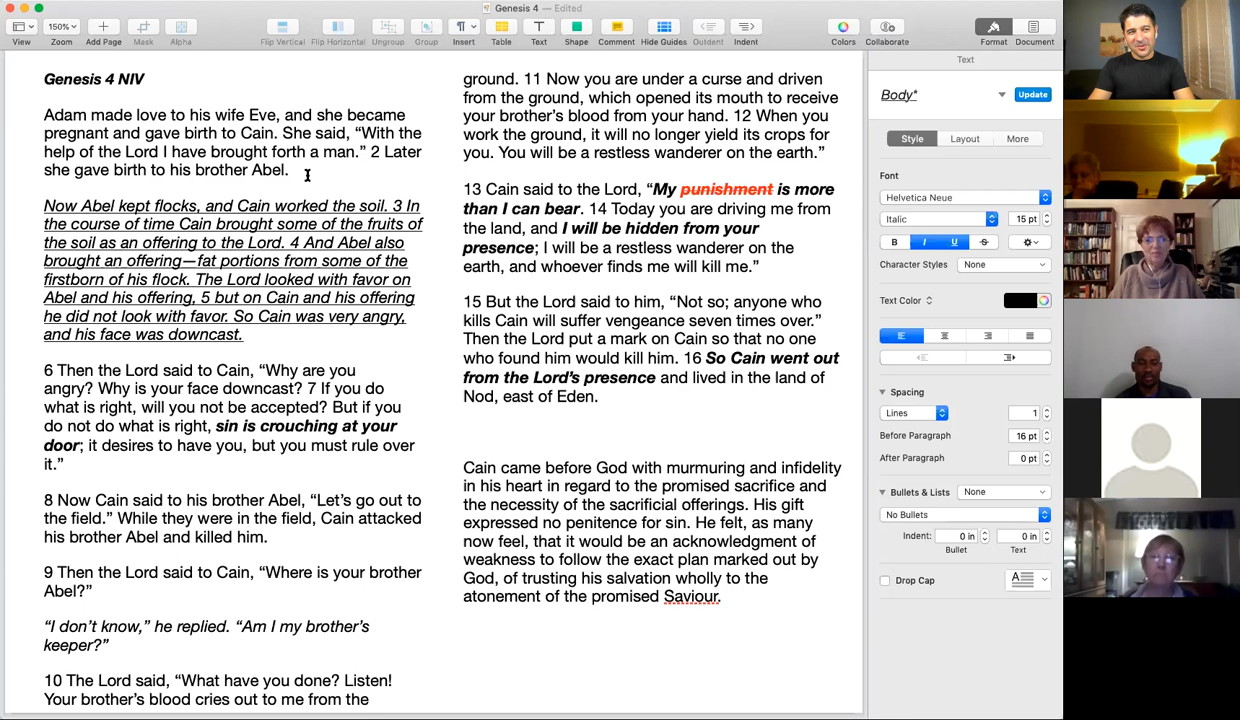 Genesis 4 — Edited
View
150%
Zoom
Add Page
Mask
Alpha
Flip Vertical
Flip Horizontal
Ungroup
Group
Insert
Table
Text
Shape
Comment
Hide Guides
Outdent
Indent
Colors
Collaborate
Format
Document
Genesis 4 NIV
Adam made love to his wife Eve, and she became
pregnant and gave birth to Cain. She said, “With the
help of the Lord I have brought forth a man.” 2 Later
she gave birth to his brother Abel.
Now Abel kept flocks, and Cain worked the soil. 3 In
the course of time Cain brought some of the fruits of
the soil as an offering to the Lord. 4 And Abel also
brought an offering—fat portions from some of the
firstborn of his flock. The Lord looked with favor on
Abel and his offering, 5 but on Cain and his offering
he did not look with favor. So Cain was very angry,
and his face was downcast.
6 Then the Lord said to Cain, “Why are you
angry? Why is your face downcast? 7 If you do
what is right, will you not be accepted? But if you
do not do what is right, sin is crouching at your
door; it desires to have you, but you must rule over
it.”
8 Now Cain said to his brother Abel, “Let’s go out to
the field.” While they were in the field, Cain attacked
his brother Abel and killed him.
9 Then the Lord said to Cain, “Where is your brother
Abel?”
“I don’t know,” he replied. “Am I my brother’s
keeper?”
10 The Lord said, “What have you done? Listen!
Your brother’s blood cries out to me from the
ground. 11 Now you are under a curse and driven
from the ground, which opened its mouth to receive
your brother’s blood from your hand. 12 When you
work the ground, it will no longer yield its crops for
you. You will be a restless wanderer on the earth.”
13 Cain said to the Lord, “My punishment is more
than I can bear. 14 Today you are driving me from
the land, and I will be hidden from your
presence; I will be a restless wanderer on the
earth, and whoever finds me will kill me.”
15 But the Lord said to him, “Not so; anyone who
kills Cain will suffer vengeance seven times over.”
Then the Lord put a mark on Cain so that no one
who found him would kill him. 16 So Cain went out
from the Lord’s presence and lived in the land of
Nod, east of Eden.
Cain came before God with murmuring and infidelity
in his heart in regard to the promised sacrifice and
the necessity of the sacrificial offerings. His gift
expressed no penitence for sin. He felt, as many
now feel, that it would be an acknowledgment of
weakness to follow the exact plan marked out by
God, of trusting his salvation wholly to the
atonement of the promised Saviour.
Text
Body*
Update
Style
Layout
More
Font
Helvetica Neue
Italic
15 pt
B
I
U
S
Character Styles
None
Text Color
Spacing
Lines
1
Before Paragraph
16 pt
After Paragraph
0 pt
Bullets & Lists
None
No Bullets
Indent:
0 in
0 in
Bullet
Text
Drop Cap